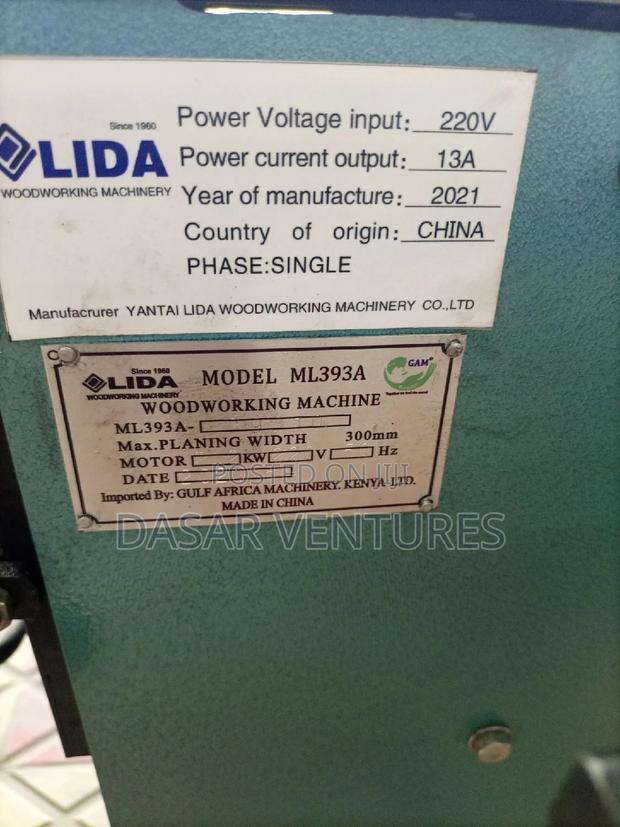 Since 1960
LIDA
WOODWORKING MACHINERY
Power Voltage input: 220V
Power current output: 13A
Year of manufacture: 2021
Country of origin: CHINA
PHASE:SINGLE
Manufacrurer YANTAI LIDA WOODWORKING MACHINERY CO.,LTD
Since 1960
LIDA
WOODWORKING MACHINERY
MODEL ML393A
GAM
WOODWORKING MACHINE
ML393A-
Max.PLANING WIDTH 300mm
MOTOR KW V Hz
DATE
Imported By: GULF AFRICA MACHINERY. KENYA LTD.
MADE IN CHINA
POSTED ON JIJI
DASAR VENTURES